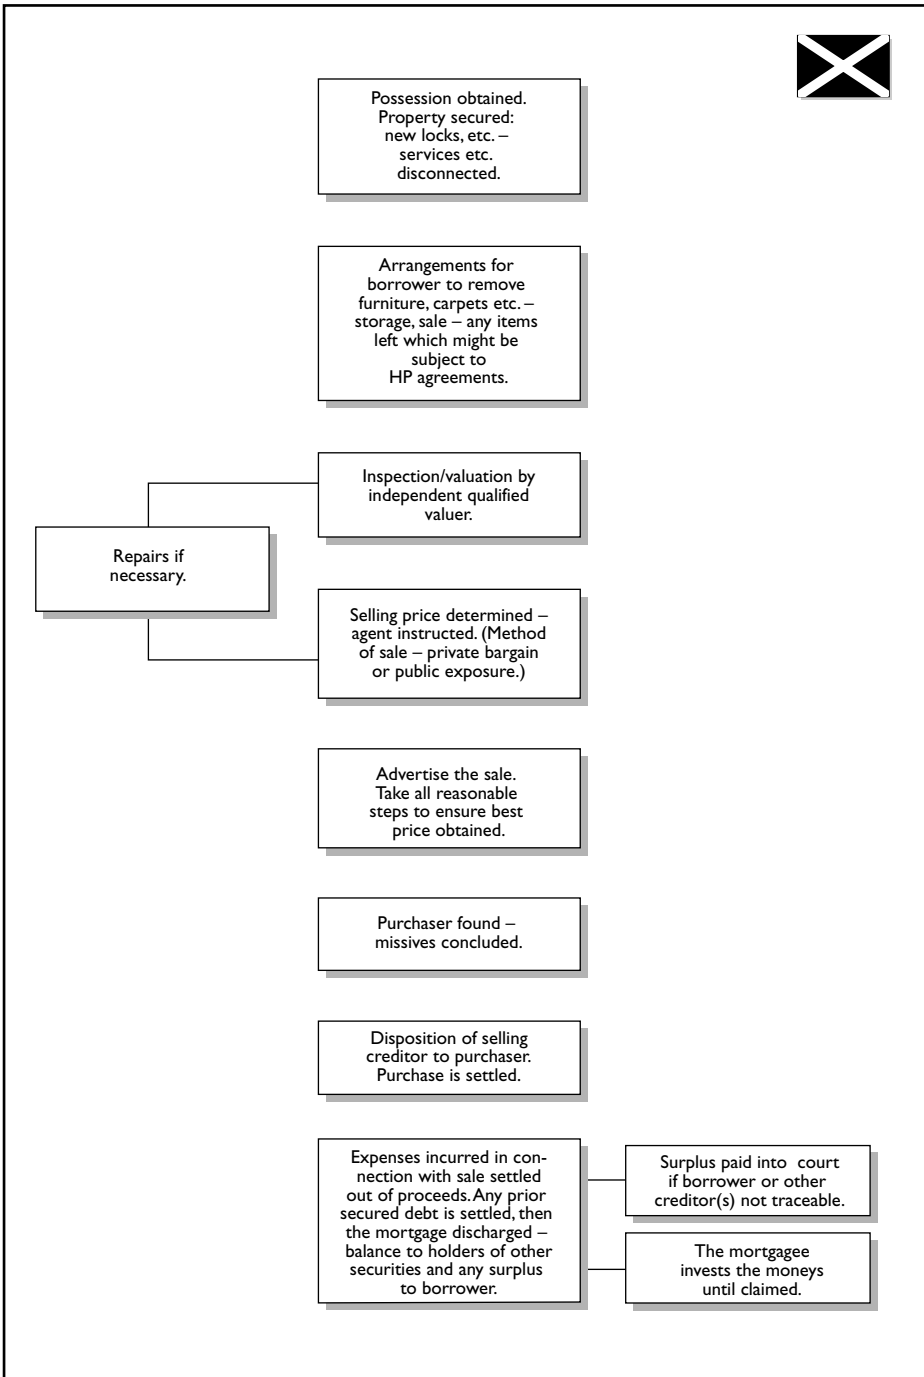 Possession obtained.
Property secured:
new locks, etc. –
services etc.
disconnected.
Arrangements for
borrower to remove
furniture, carpets etc. –
storage, sale – any items
left which might be
subject to
HP agreements.
Inspection/valuation by
independent qualified
valuer.
Repairs if
necessary.
Selling price determined –
agent instructed. (Method
of sale – private bargain
or public exposure.)
Advertise the sale.
Take all reasonable
steps to ensure best
price obtained.
Purchaser found –
missives concluded.
Disposition of selling
creditor to purchaser.
Purchase is settled.
Expenses incurred in con-
nection with sale settled
out of proceeds. Any prior
secured debt is settled, then
the mortgage discharged –
balance to holders of other
securities and any surplus
to borrower.
Surplus paid into court
if borrower or other
creditor(s) not traceable.
The mortgagee
invests the moneys
until claimed.